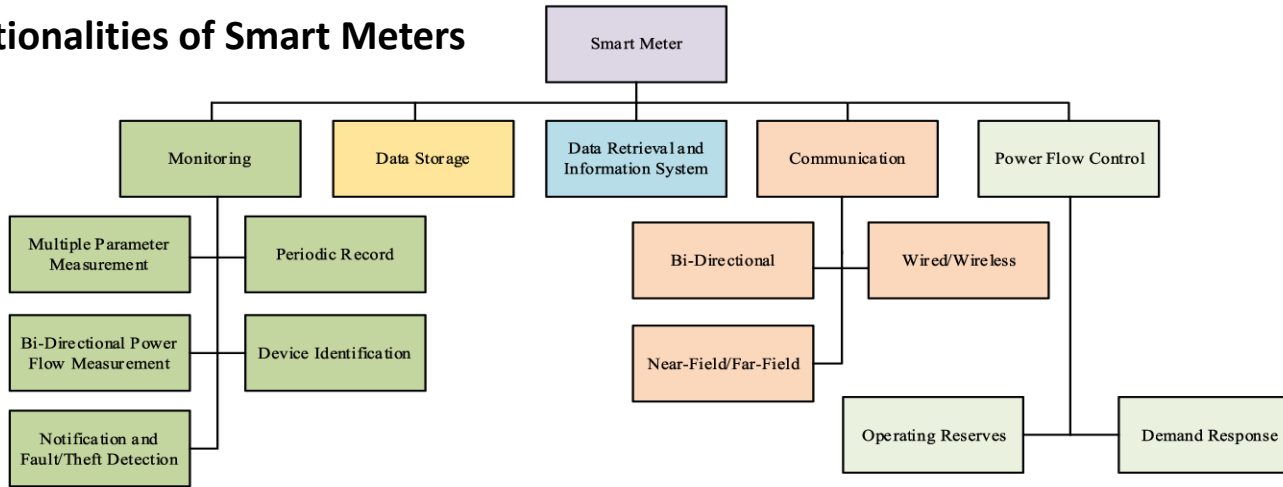 tionalities of Smart Meters
Smart Meter
Monitoring
Data Storage
Data Retrieval and
Information System
Communication
Power Flow Control
Multiple Parameter
Measurement
Periodic Record
Bi-Directional Power
Flow Measurement
Device Identification
Notification and
Fault/Theft Detection
Bi-Directional
Wired/Wireless
Near-Field/Far-Field
Operating Reserves
Demand Response